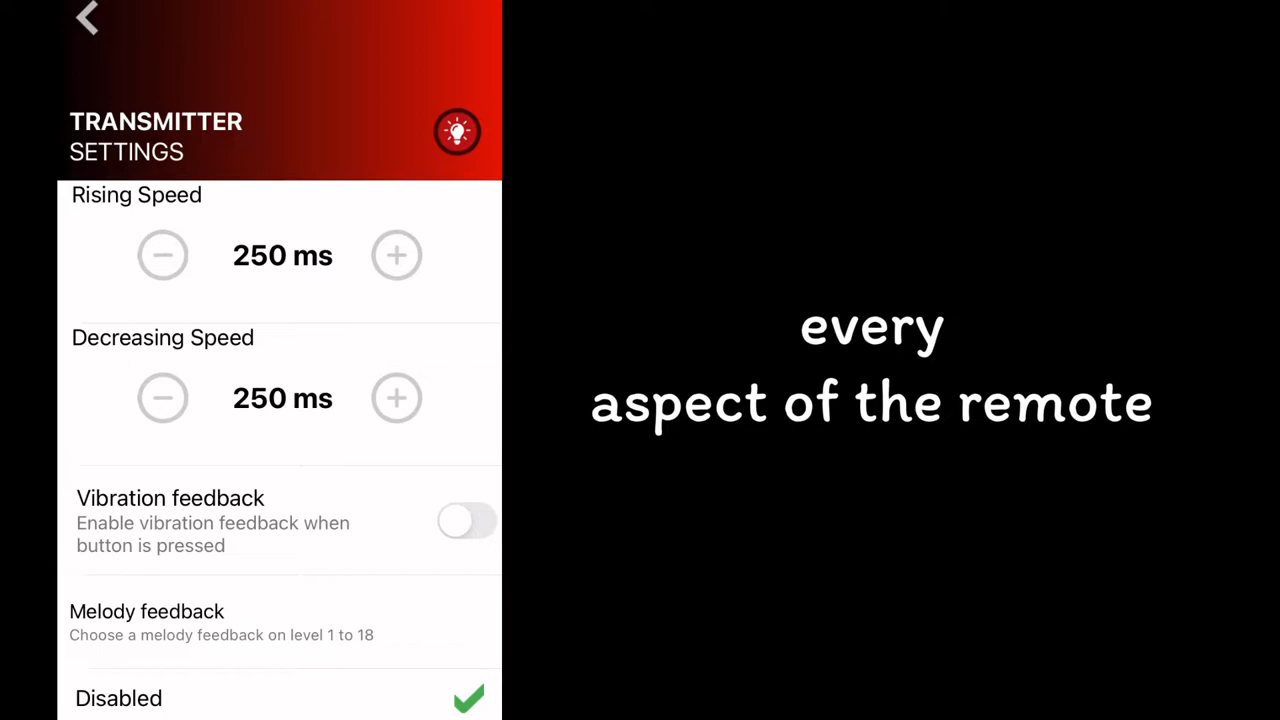 TRANSMITTER
SETTINGS
Rising Speed
250 ms
Decreasing Speed
250 ms
Vibration feedback
Enable vibration feedback when
button is pressed
Melody feedback
Choose a melody feedback on level 1 to 18
Disabled
every
aspect of the remote